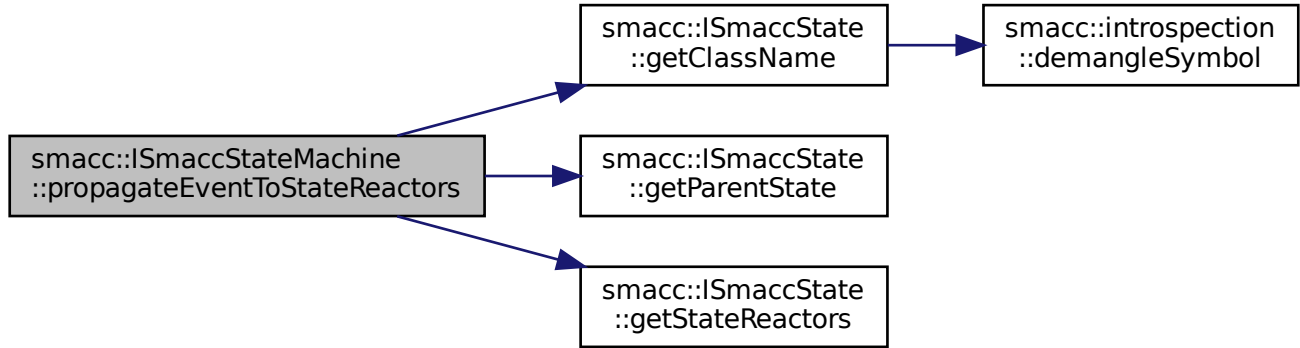 smacc::ISmaccState
::getClassName
smacc::introspection
::demangleSymbol
smacc::ISmaccStateMachine
::propagateEventToStateReactors
smacc::ISmaccState
::getParentState
smacc::ISmaccState
::getStateReactors